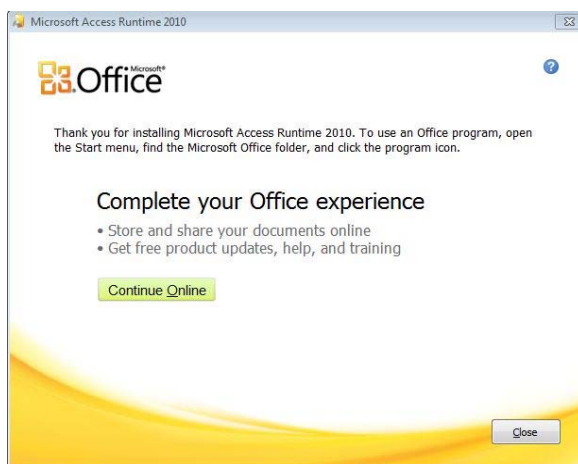 Microsoft Access Runtime 2010
Microsoft®
Office
Thank you for installing Microsoft Access Runtime 2010. To use an Office program, open
the Start menu, find the Microsoft Office folder, and click the program icon.
Complete your Office experience
• Store and share your documents online
• Get free product updates, help, and training
Continue Online
Close